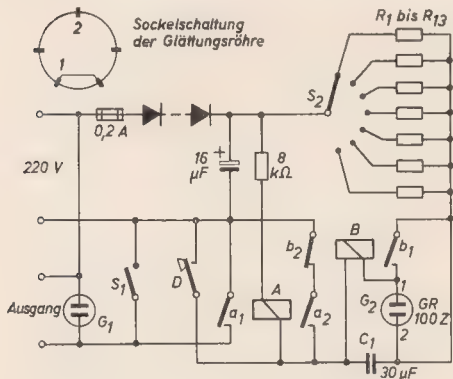 2
1
Sockelschaltung
der Glättungsröhre
R1 bis R13
S2
0,2 A
220 V
16
µF
+
8
kΩ
Ausgang
G1
S1
D
a1
A
b2
a2
B
b1
1
G2
GR
100 Z
2
C1
30 µF